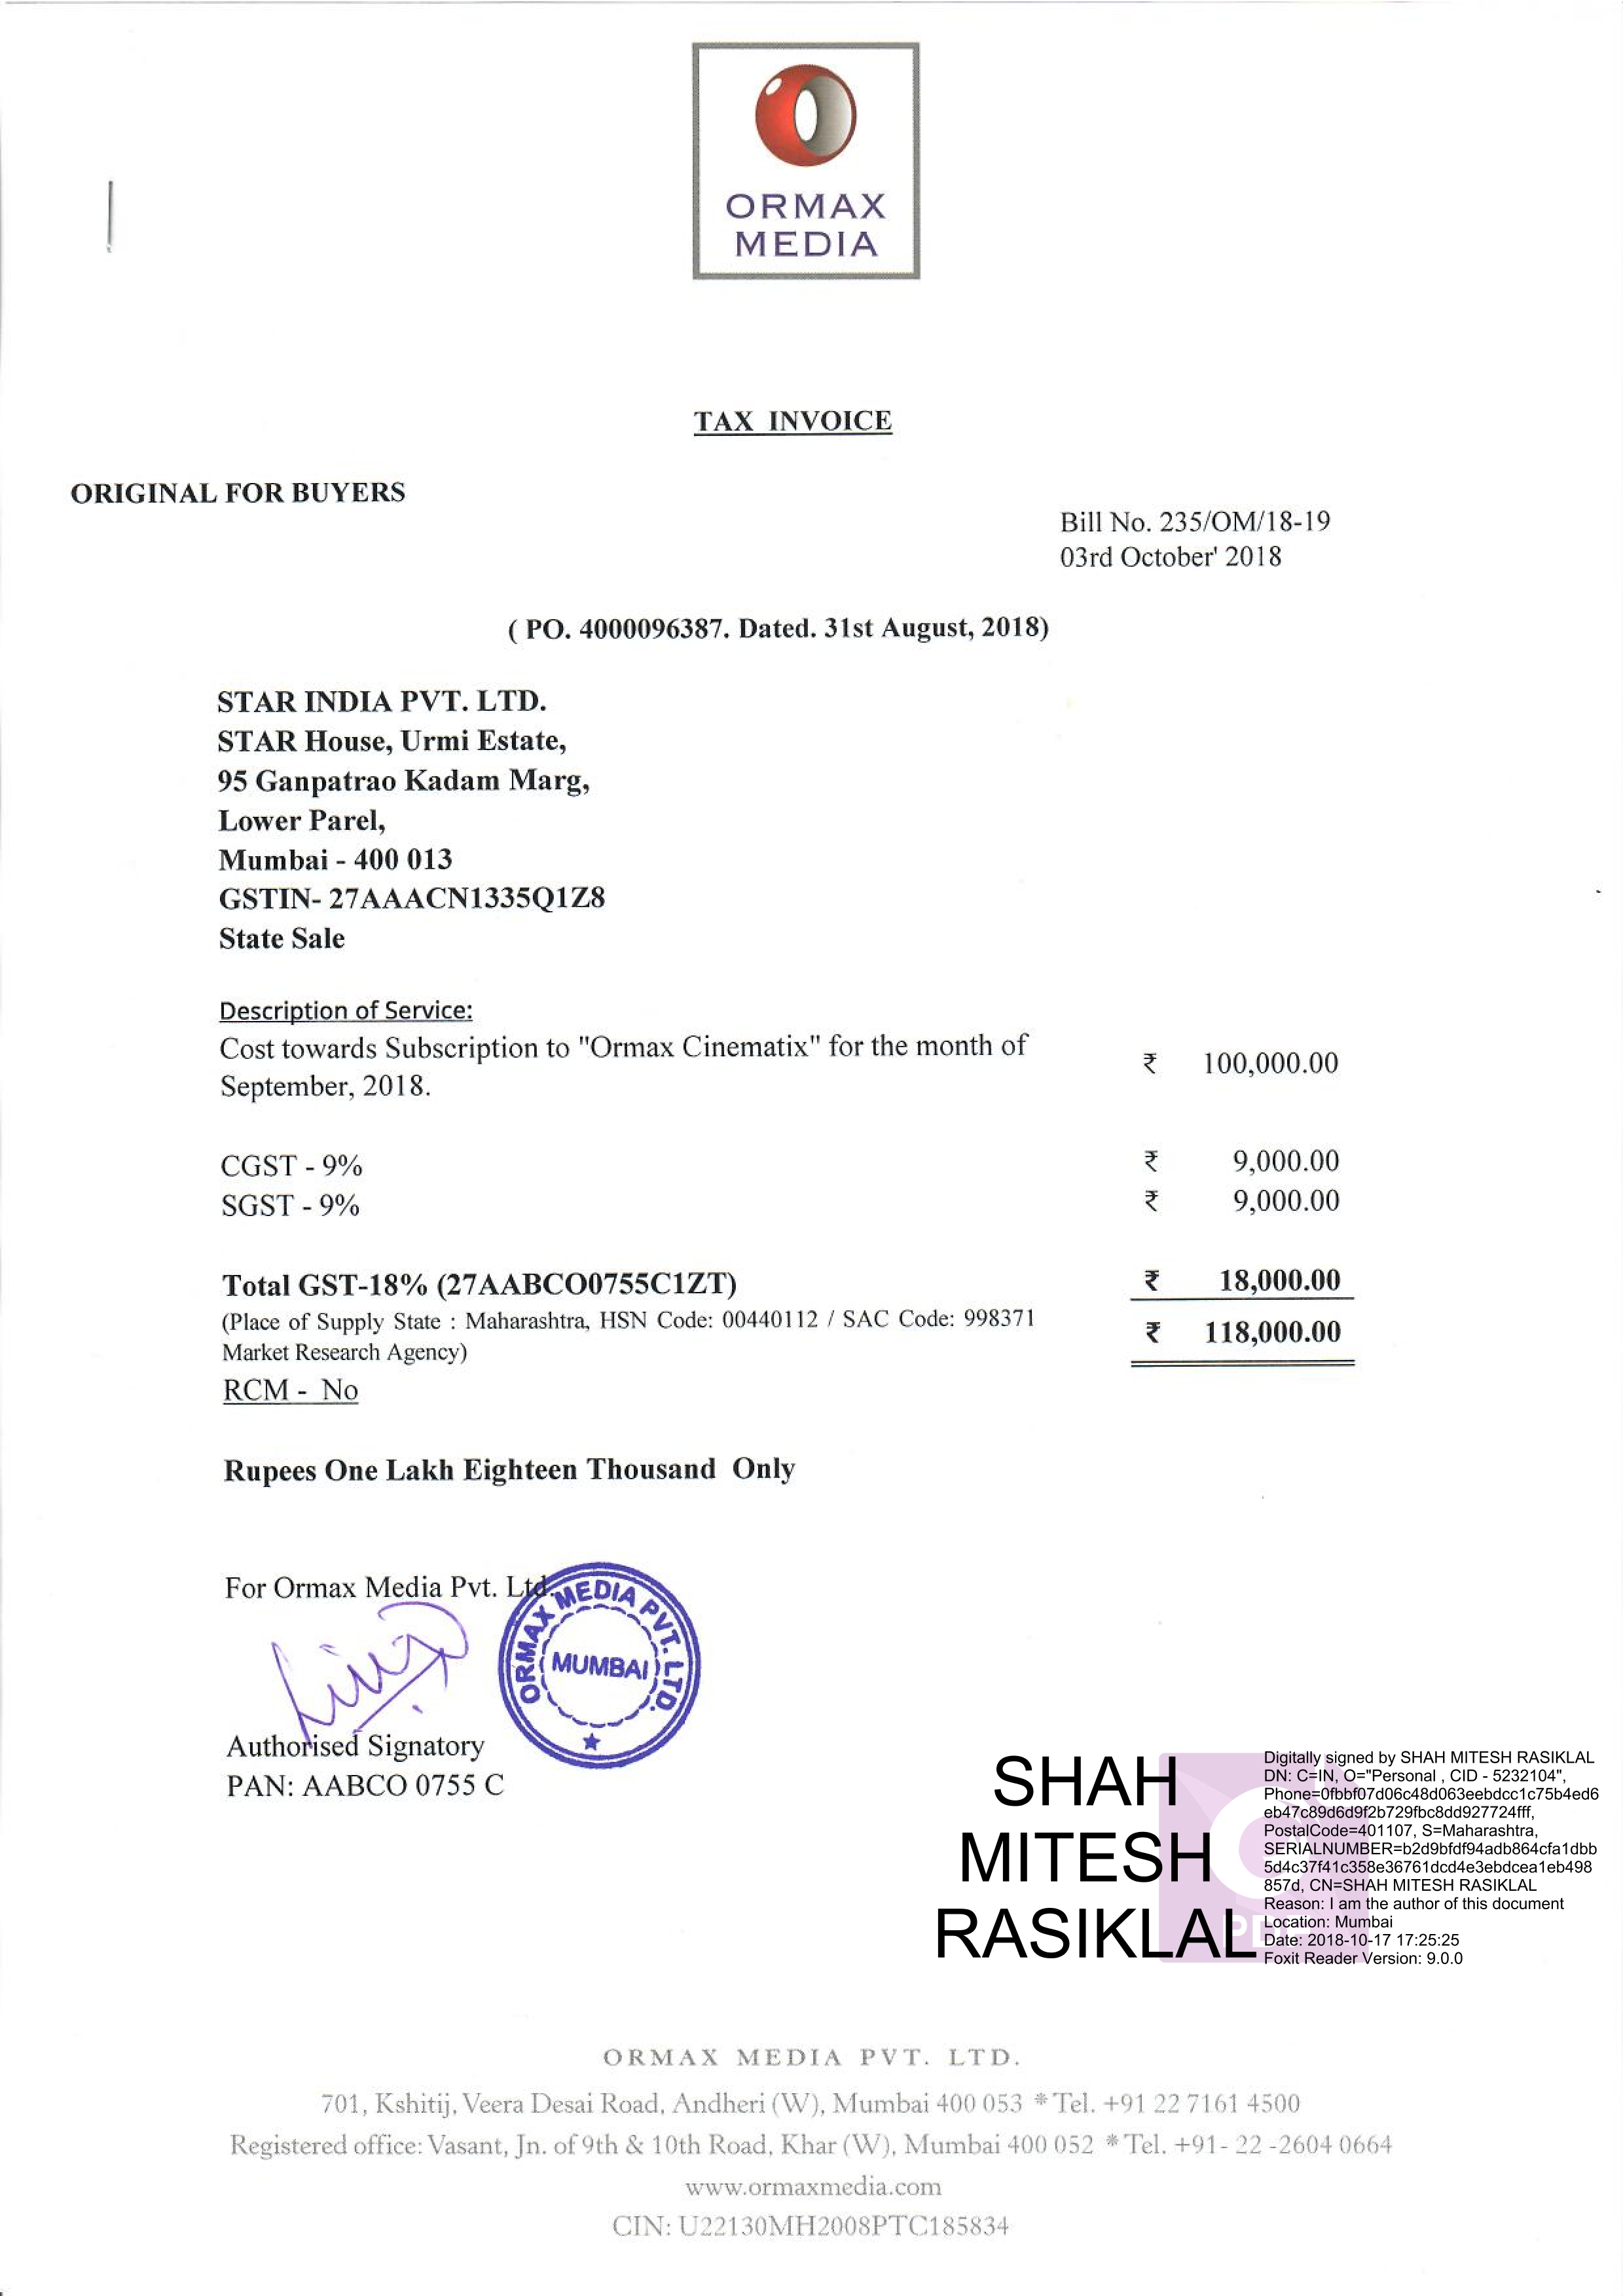 ORMAX
MEDIA
TAX INVOICE
ORIGINAL FOR BUYERS
Bill No. 235/OM/18-19
03rd October' 2018
( PO. 4000096387. Dated. 31st August, 2018)
STAR INDIA PVT. LTD.
STAR House, Urmi Estate,
95 Ganpatrao Kadam Marg,
Lower Parel,
Mumbai - 400 013
GSTIN- 27AAACN1335Q1Z8
State Sale
Description of Service:
Cost towards Subscription to "Ormax Cinematix" for the month of
September, 2018.
₹ 100,000.00
CGST - 9% ₹ 9,000.00
SGST - 9% ₹ 9,000.00
Total GST-18% (27AABCO0755C1ZT) ₹ 18,000.00
(Place of Supply State : Maharashtra, HSN Code: 00440112 / SAC Code: 998371
Market Research Agency)
₹ 118,000.00
RCM - No
Rupees One Lakh Eighteen Thousand Only
For Ormax Media Pvt. Ltd.
ORMAX MEDIA PVT. LTD.
MUMBAI
Authorised Signatory
PAN: AABCO 0755 C
SHAH
MITESH
RASIKLAL
Digitally signed by SHAH MITESH RASIKLAL
DN: C=IN, O="Personal , CID - 5232104",
Phone=0fbbf07d06c48d063eebdcc1c75b4ed6
eb47c89d6d9f2b729fbc8dd927724fff,
PostalCode=401107, S=Maharashtra,
SERIALNUMBER=b2d9bfdf94adb864cfa1dbb
5d4c37f41c358e36761dcd4e3ebdcea1eb498
857d, CN=SHAH MITESH RASIKLAL
Reason: I am the author of this document
Location: Mumbai
Date: 2018-10-17 17:25:25
Foxit Reader Version: 9.0.0
PDF
ORMAX MEDIA PVT. LTD.
701, Kshitij, Veera Desai Road, Andheri (W), Mumbai 400 053 * Tel. +91 22 7161 4500
Registered office: Vasant, Jn. of 9th & 10th Road, Khar (W), Mumbai 400 052 * Tel. +91- 22 -2604 0664
www.ormaxmedia.com
CIN: U22130MH2008PTC185834